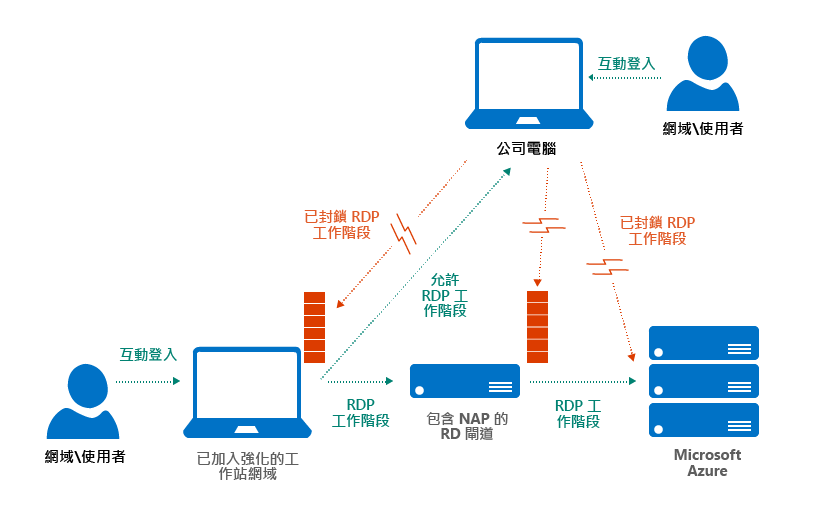 互動登入
網域\使用者
公司電腦
已封鎖 RDP
工作階段
已封鎖 RDP
工作階段
允許
RDP 工
作階段
互動登入
RDP
工作階段
包含 NAP 的
RD 閘道
RDP 工
作階段
網域\使用者
已加入強化的工
作站網域
Microsoft
Azure